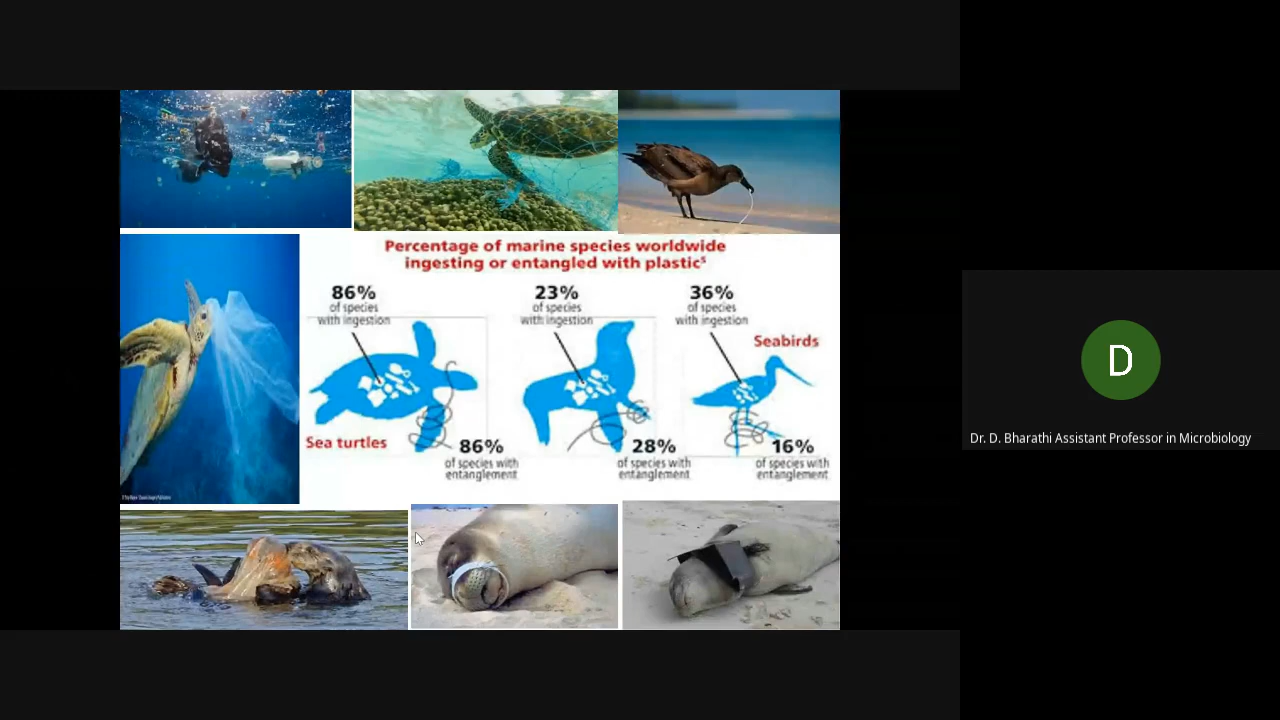 Percentage of marine species worldwide
ingesting or entangled with plastic⁵
86%
of species
with ingestion
23%
of species
with ingestion
36%
of species
with ingestion
Seabirds
Sea turtles
86%
of species with
entanglement
28%
of species with
entanglement
16%
of species with
entanglement
D
Dr. D. Bharathi Assistant Professor in Microbiology